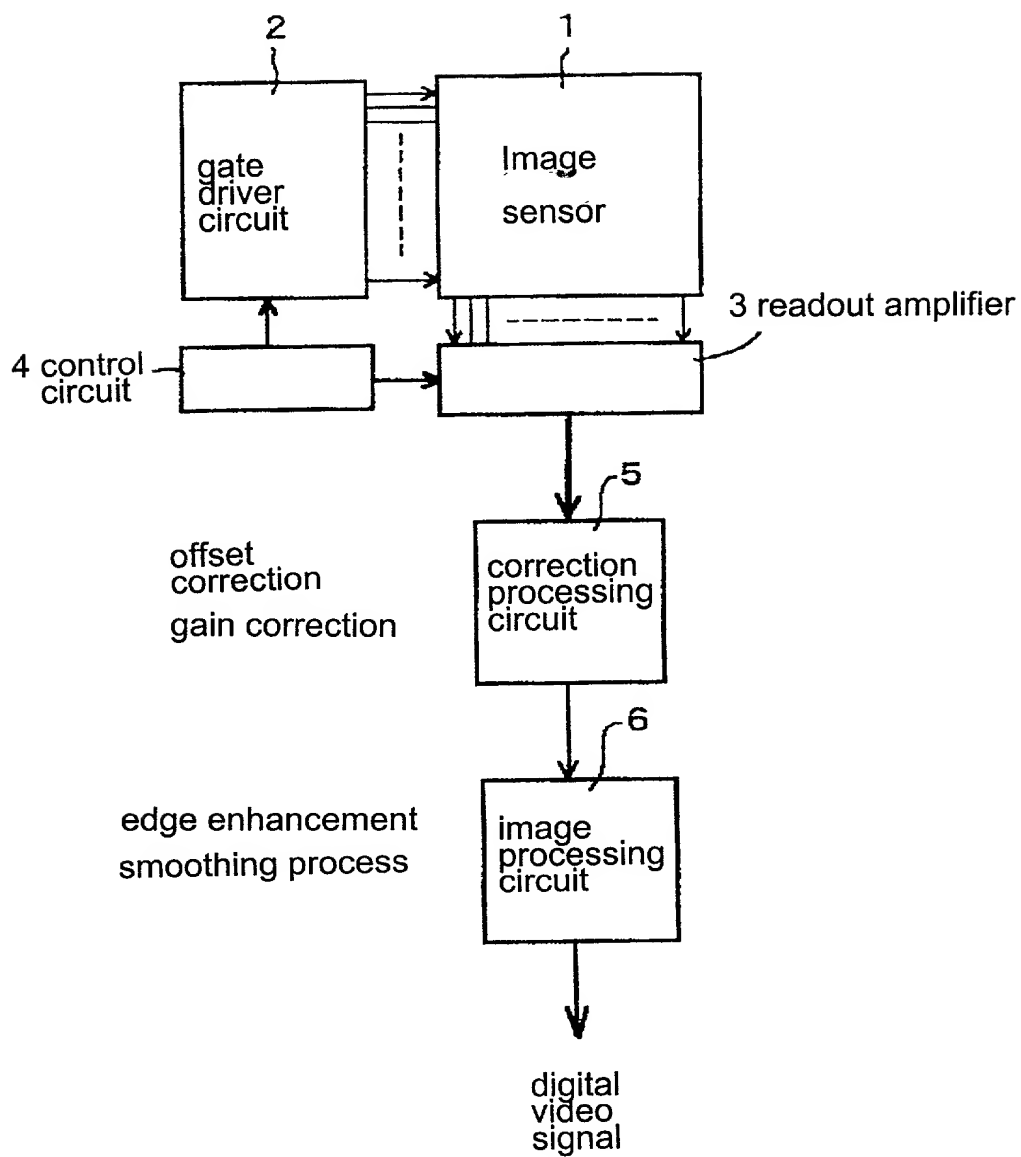 2
1
gate
driver
circuit
Image
sensor
3 readout amplifier
4 control
circuit
5
offset
correction
gain correction
correction
processing
circuit
6
edge enhancement
smoothing process
image
processing
circuit
digital
video
signal